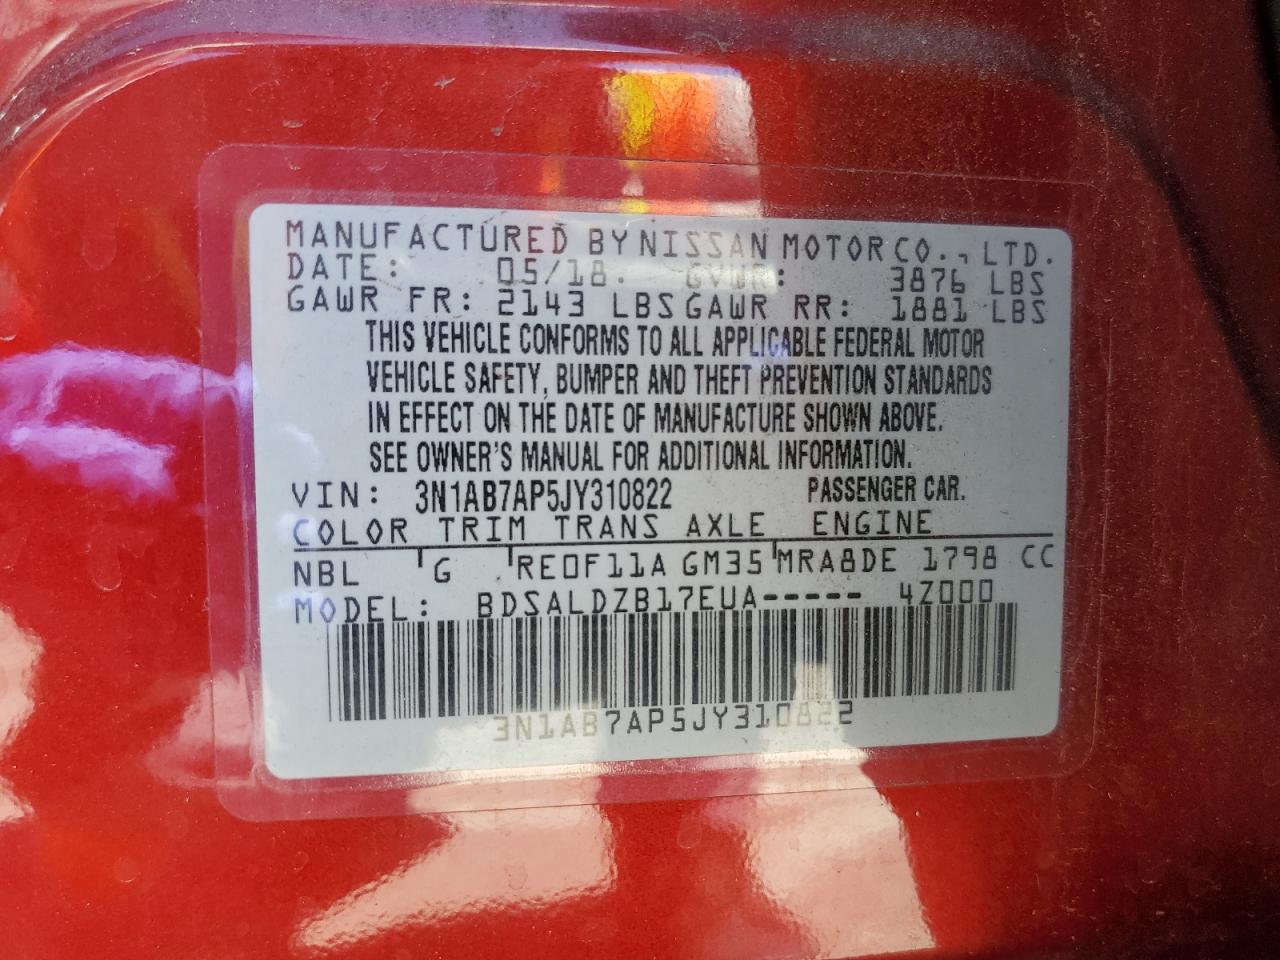 MANUFACTURED BY NISSAN MOTOR CO., LTD.
DATE: 05/18. GVWR: 3876 LBS
GAWR FR: 2143 LBS GAWR RR: 1881 LBS
THIS VEHICLE CONFORMS TO ALL APPLICABLE FEDERAL MOTOR
VEHICLE SAFETY, BUMPER AND THEFT PREVENTION STANDARDS
IN EFFECT ON THE DATE OF MANUFACTURE SHOWN ABOVE.
SEE OWNER'S MANUAL FOR ADDITIONAL INFORMATION.
VIN: 3N1AB7AP5JY310822 PASSENGER CAR.
COLOR TRIM TRANS AXLE ENGINE
NBL G RE0F11A GM35 MRA8DE 1798 CC
MODEL: BDSALDZB17EUA----- 4Z000
3N1AB7AP5JY310822